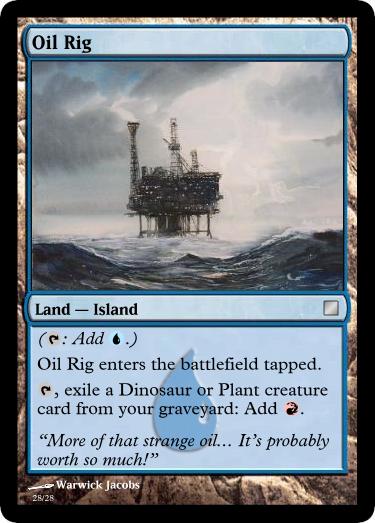 Oil Rig
Land — Island
(T: Add U.)
Oil Rig enters the battlefield tapped.
T, exile a Dinosaur or Plant creature
card from your graveyard: Add R.
“More of that strange oil… It's probably
worth so much!”
Warwick Jacobs
28/28